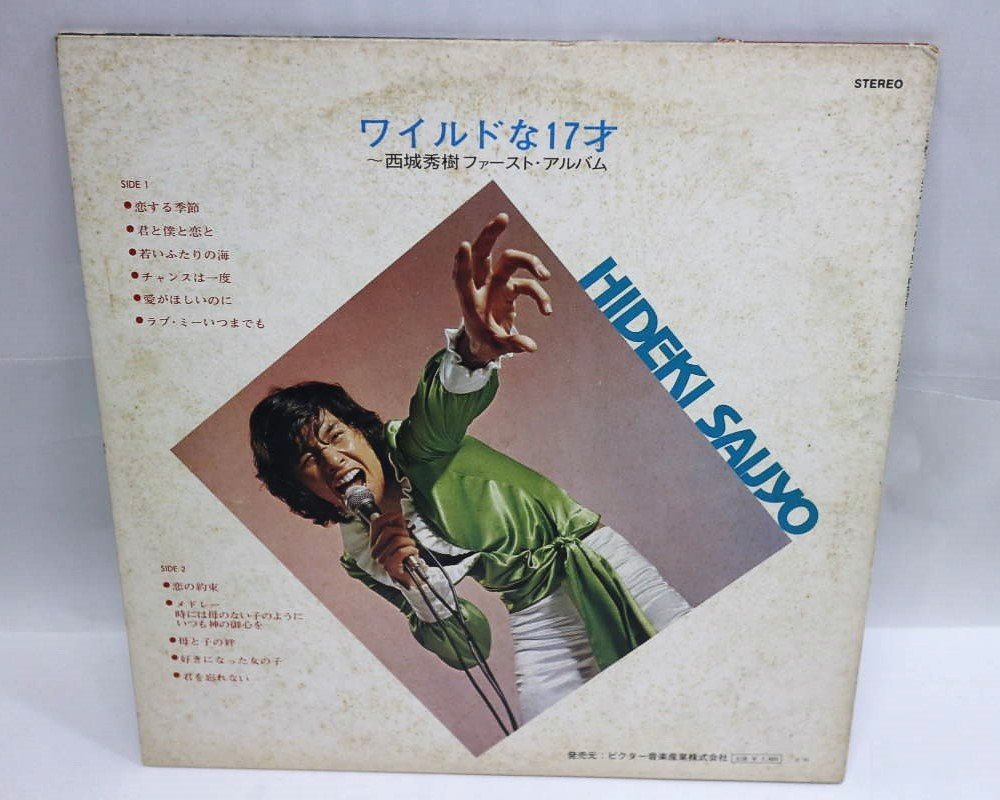 STEREO
ワイルドな17才
～西城秀樹ファースト・アルバム
SIDE 1
●恋する季節
●君と僕と恋と
●若いふたりの海
●チャンスは一度
●愛がほしいのに
●ラブ・ミーいつまでも
HIDEKI SAIJYO
SIDE 2
●恋の約束
●メドレー
時には母のない子のように
いつも神の御心を
●母と子の絆
●好きになった女の子
●君を忘れない
発売元：ビクター音楽産業株式会社